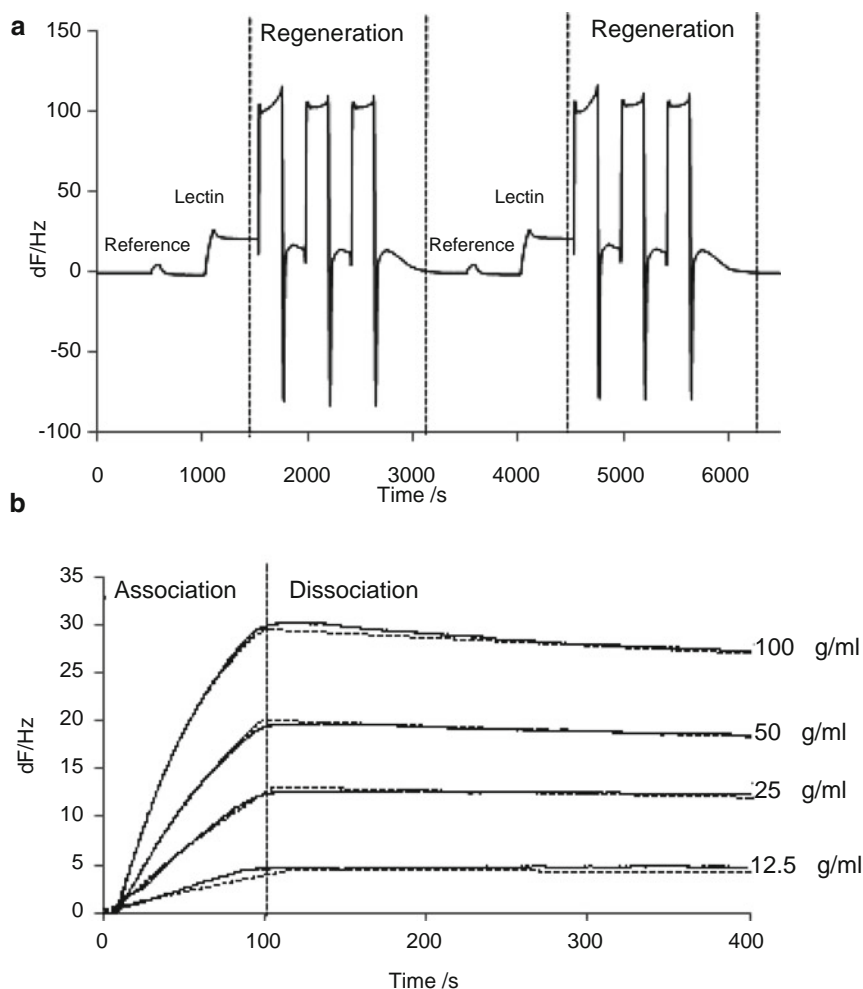 a
150
100
50
0
-50
-100
dF/Hz
Regeneration
Regeneration
Lectin
Reference
Lectin
Reference
0 1000 2000 3000 4000 5000 6000
Time /s
b
35
30
25
20
15
10
5
0
dF/Hz
Association
Dissociation
100 g/ml
50 g/ml
25 g/ml
12.5 g/ml
0 100 200 300 400
Time /s